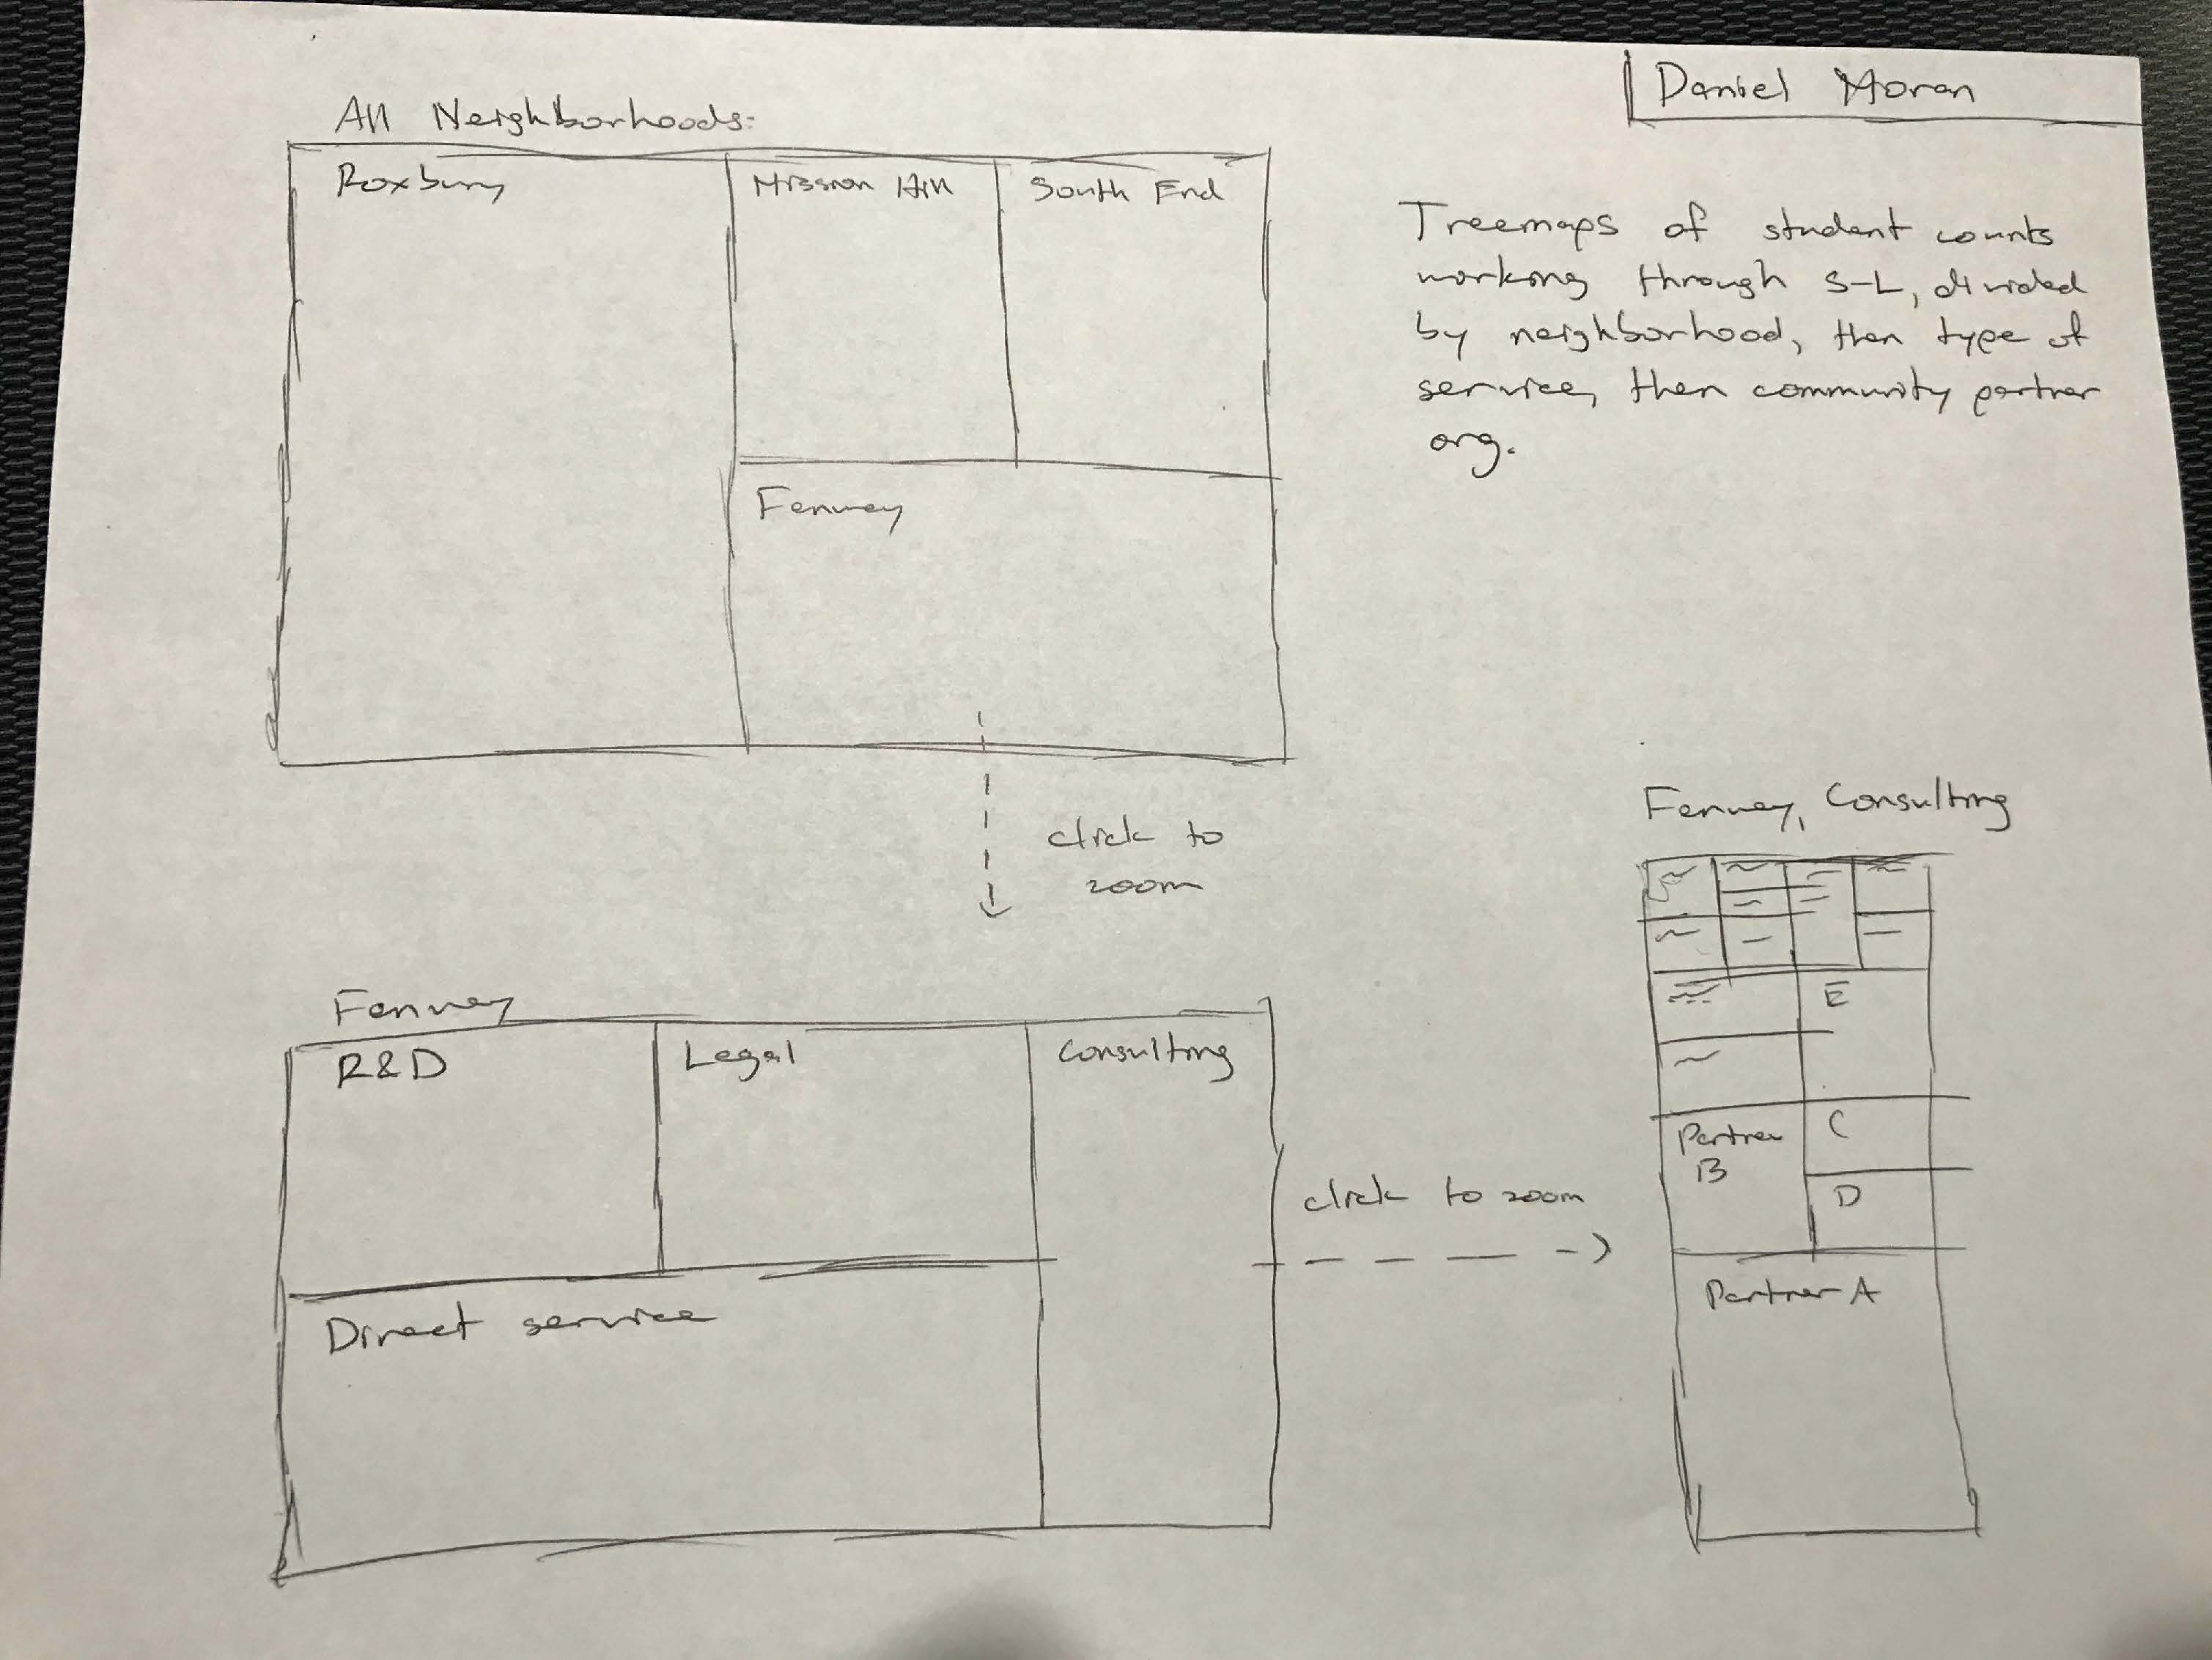 Daniel Moran
All Neighborhoods:
Roxbury
Mission Hill
South End
Fenway
Treemaps of student counts
working through S-L, divided
by neighborhood, then type of
service, then community partner
org.
click to
zoom
Fenway
R&D
Legal
Consulting
Direct service
click to zoom
Fenway, Consulting
E
Partner
B
C
D
Partner A